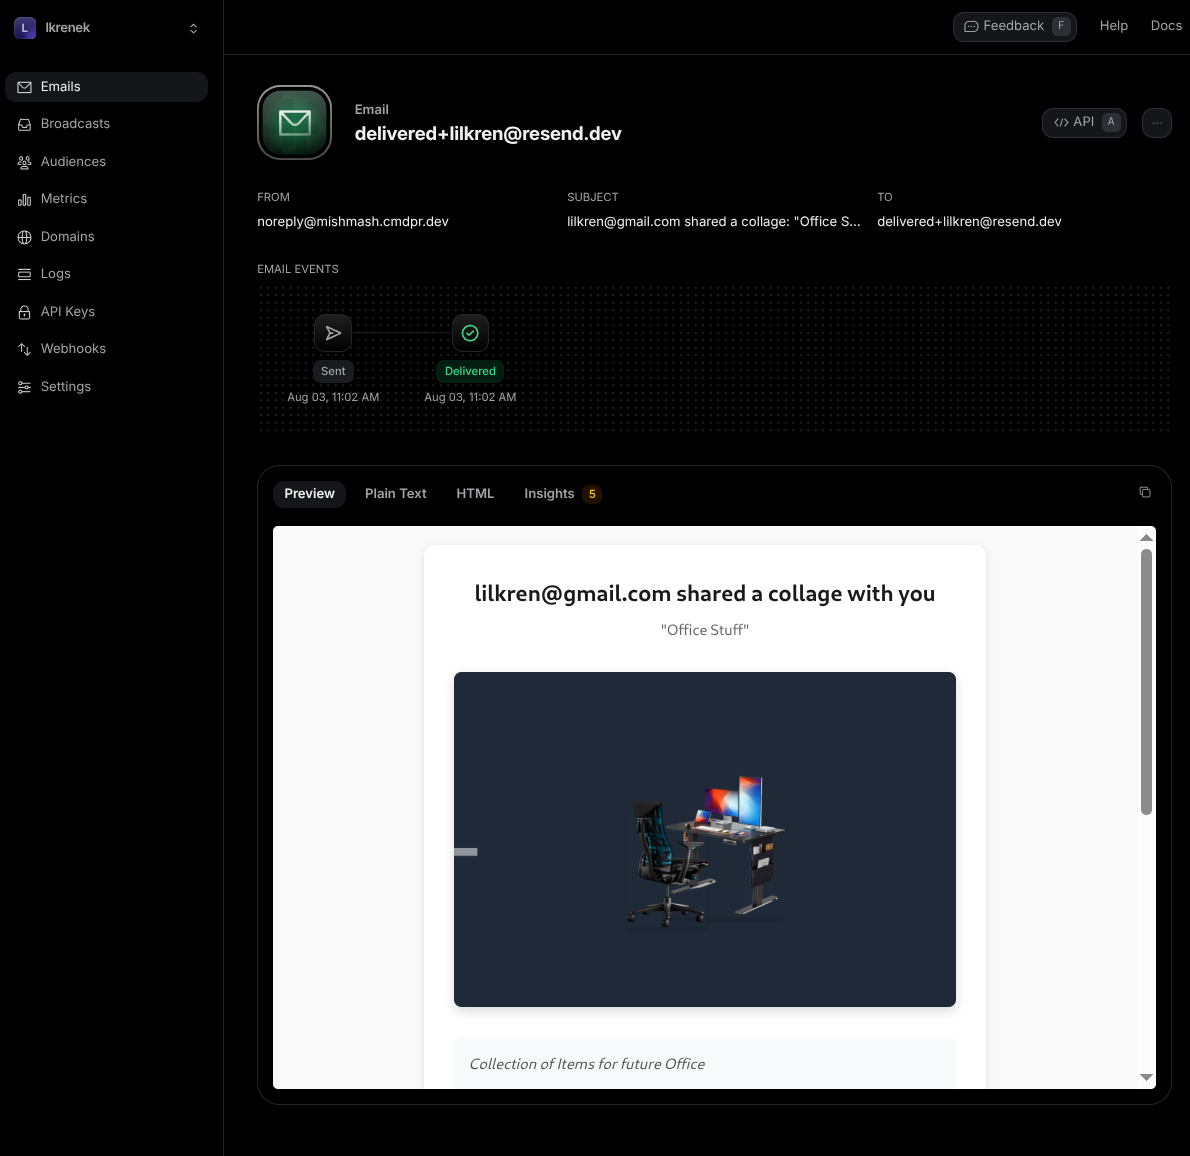 L lkrenek
Feedback F Help Docs
Emails
Broadcasts
Audiences
Metrics
Domains
Logs
API Keys
Webhooks
Settings
Email
delivered+lilkren@resend.dev
</> API A ...
FROM SUBJECT TO
noreply@mishmash.cmdpr.dev lilkren@gmail.com shared a collage: "Office S... delivered+lilkren@resend.dev
EMAIL EVENTS
Sent Delivered
Aug 03, 11:02 AM Aug 03, 11:02 AM
Preview Plain Text HTML Insights 5
lilkren@gmail.com shared a collage with you
"Office Stuff"
Collection of Items for future Office